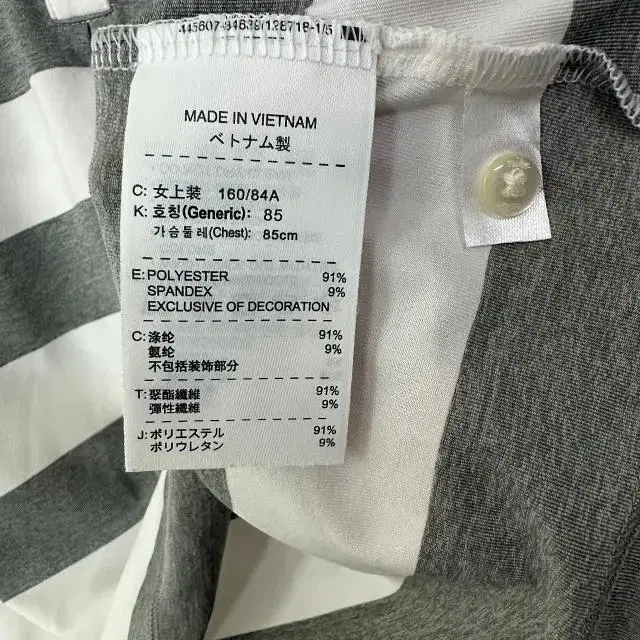 MADE IN VIETNAM
ベトナム製
C: 女上装 160/84A
K: 호칭(Generic): 85
가슴둘레(Chest): 85cm
E: POLYESTER 91%
SPANDEX 9%
EXCLUSIVE OF DECORATION
C: 涤纶 91%
氨纶 9%
不包括装饰部分
T: 聚酯纖維 91%
彈性纖維 9%
J: ポリエステル 91%
ポリウレタン 9%